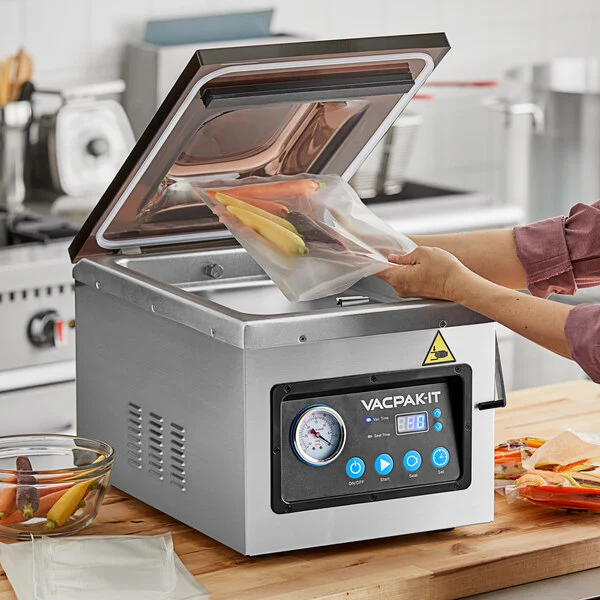 VACPAK-IT
Vac Time
Seal Time
ON/OFF
Start
Seal
Set